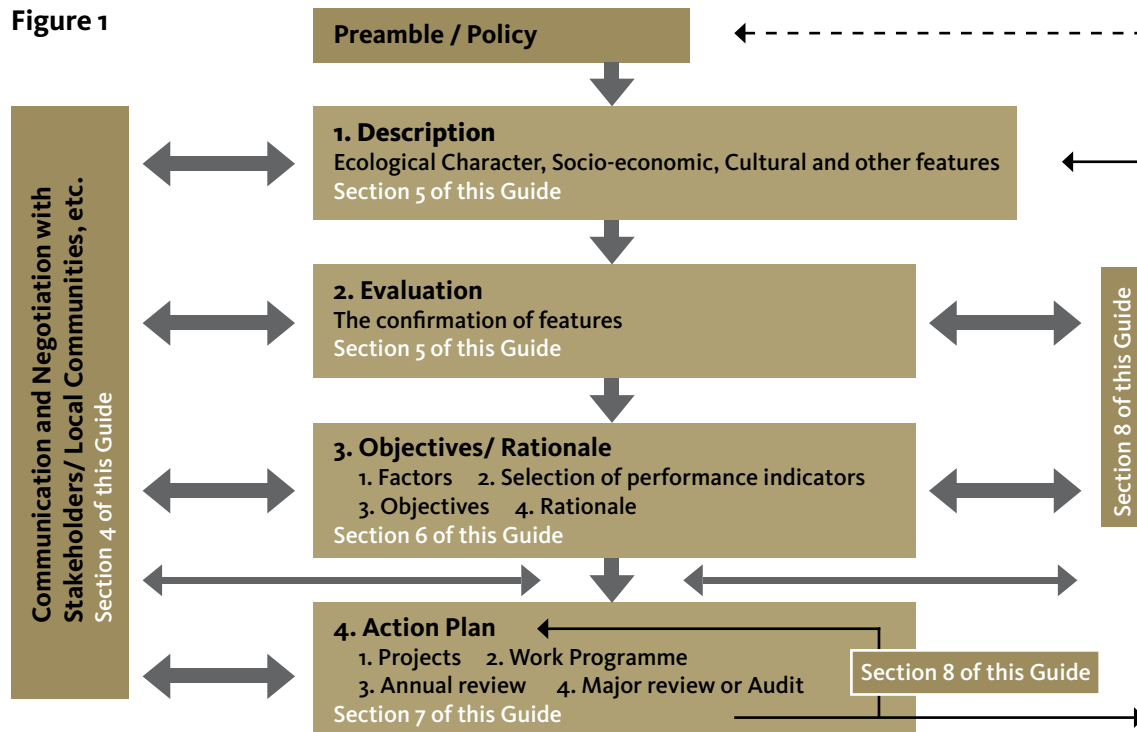 Figure 1
Preamble / Policy
Communication and Negotiation with
Stakeholders/ Local Communities, etc.
Section 4 of this Guide
1. Description
Ecological Character, Socio-economic, Cultural and other features
Section 5 of this Guide
2. Evaluation
The confirmation of features
Section 5 of this Guide
Section 8 of this Guide
3. Objectives/ Rationale
1. Factors 2. Selection of performance indicators
3. Objectives 4. Rationale
Section 6 of this Guide
4. Action Plan
1. Projects 2. Work Programme
3. Annual review 4. Major review or Audit
Section 7 of this Guide
Section 8 of this Guide